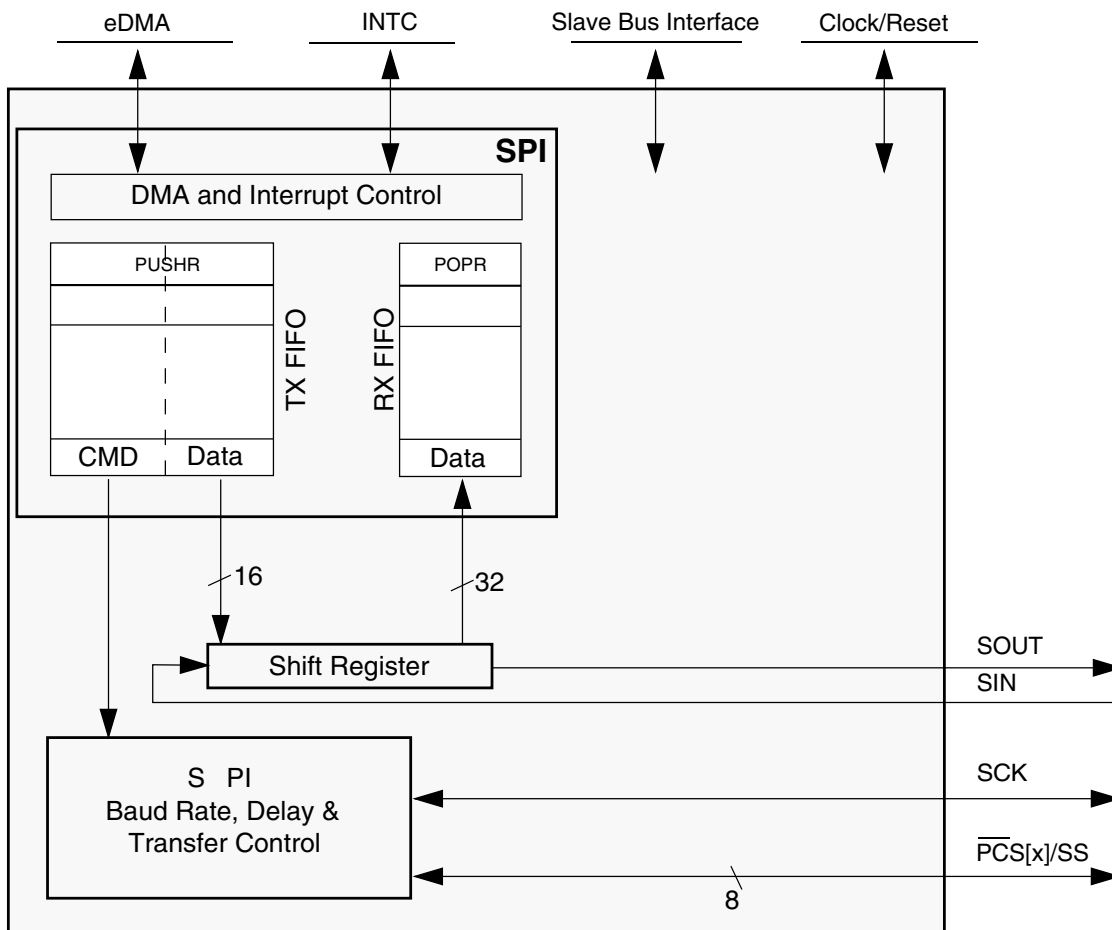 eDMA
INTC
Slave Bus Interface
Clock/Reset
SPI
DMA and Interrupt Control
PUSHR
POPR
TX FIFO
RX FIFO
CMD
Data
Data
16
32
Shift Register
SOUT
SIN
S PI
Baud Rate, Delay &
Transfer Control
SCK
PCS[x]/SS
8